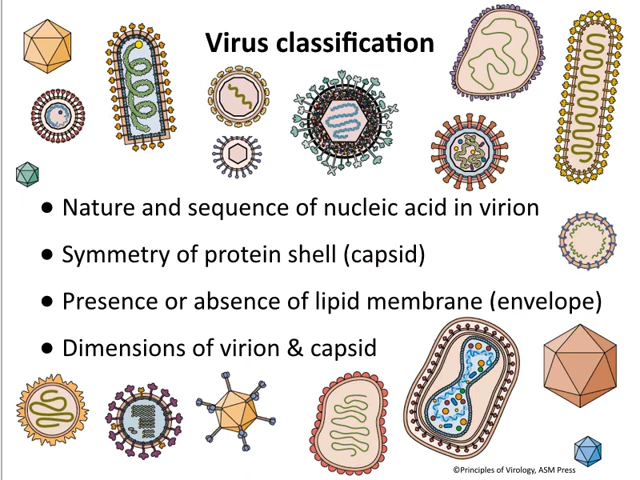 Virus classification
● Nature and sequence of nucleic acid in virion
● Symmetry of protein shell (capsid)
● Presence or absence of lipid membrane (envelope)
● Dimensions of virion & capsid
©Principles of Virology, ASM Press